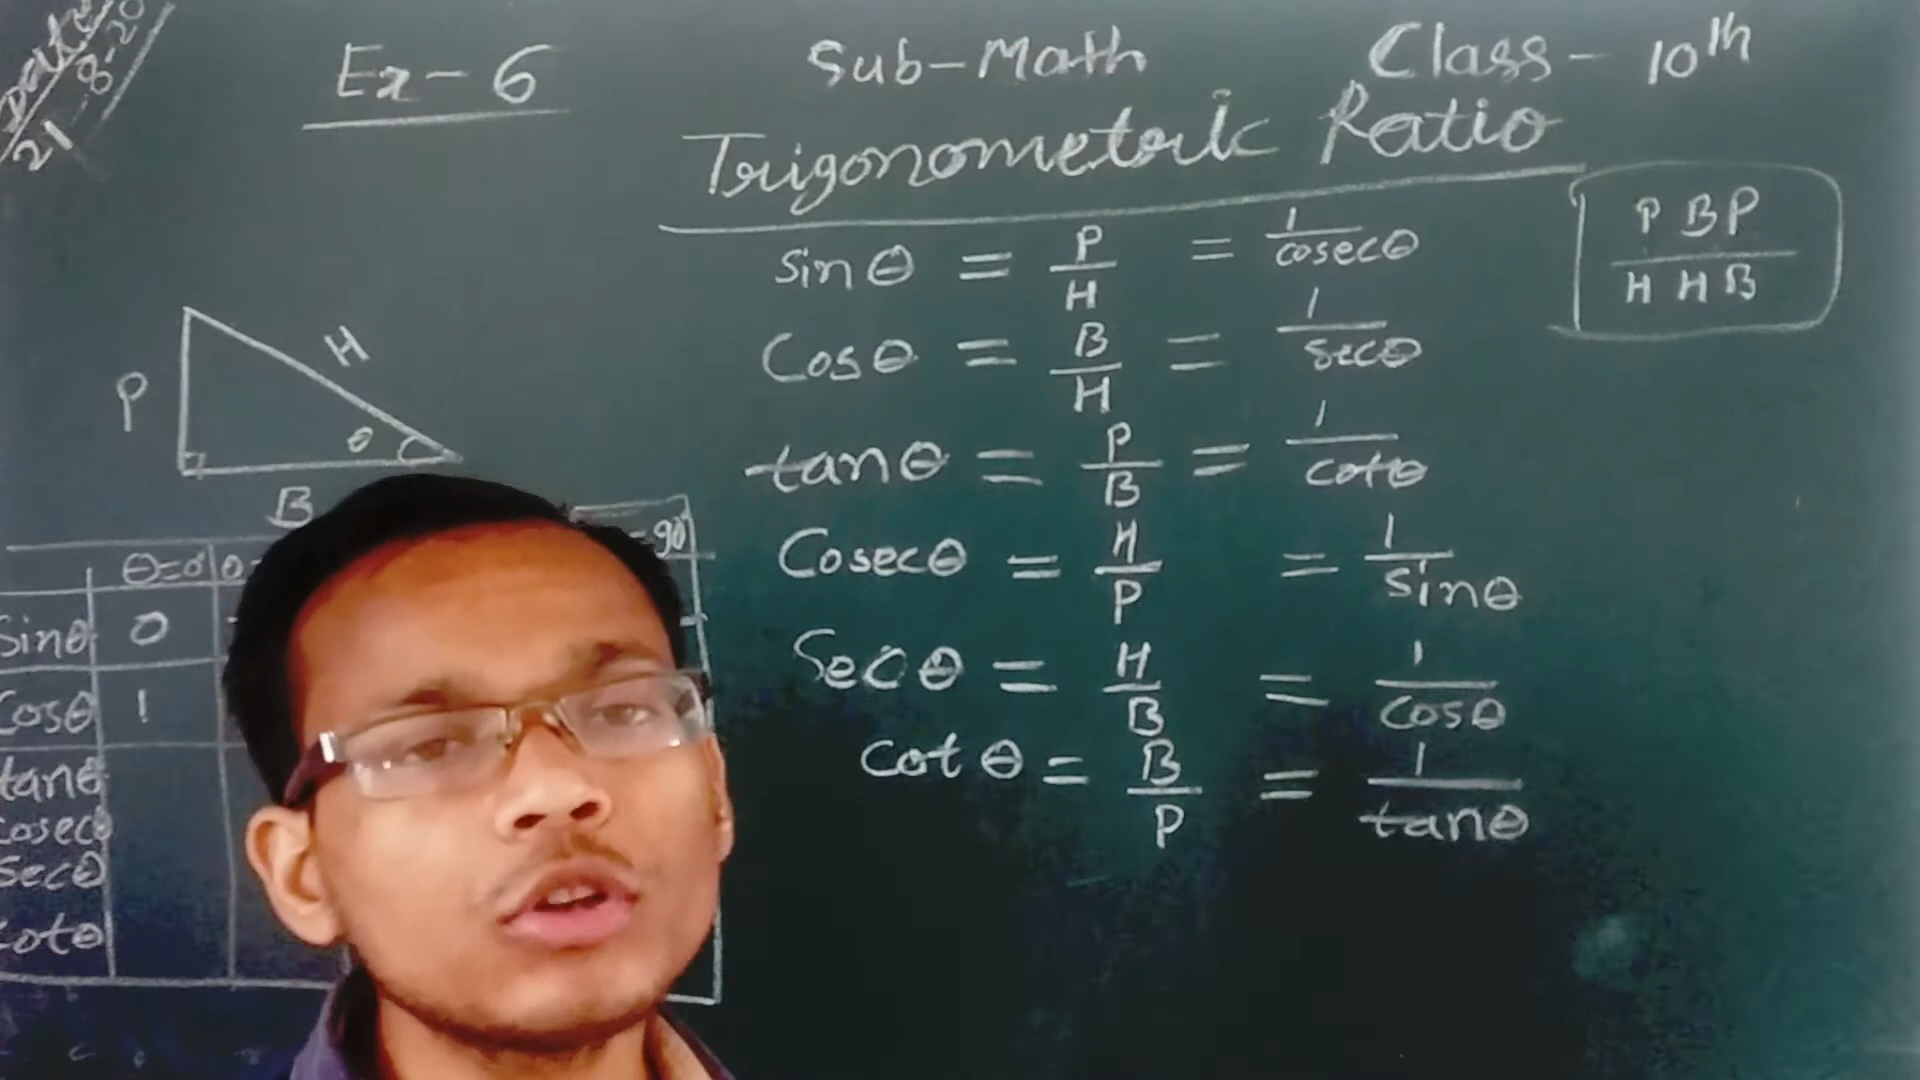 Date
21-8-20
Ex-6
Sub-Math
Class-10th
Trigonometric Ratio
P B P
H H B
sinθ = P/H = 1/cosecθ
Cosθ = B/H = 1/secθ
tanθ = P/B = 1/cotθ
Cosecθ = H/P = 1/sinθ
Secθ = H/B = 1/cosθ
cotθ = B/P = 1/tanθ
P
H
θ
B
θ=0° =90°
Sinθ 0
Cosθ 1
tanθ
Cosecθ
Secθ
Cotθ